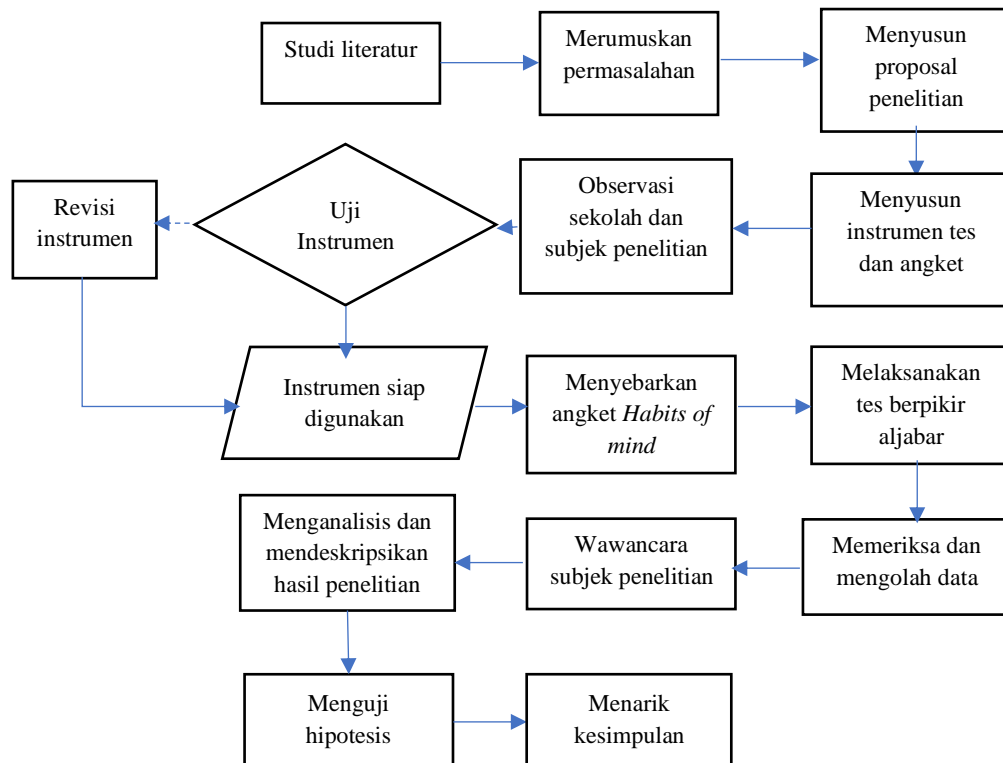 Studi literatur
Merumuskan
permasalahan
Menyusun
proposal
penelitian
Revisi
instrumen
Uji
Instrumen
Observasi
sekolah dan
subjek penelitian
Menyusun
instrumen tes
dan angket
Instrumen siap
digunakan
Menyebarkan
angket Habits of
mind
Melaksanakan
tes berpikir
aljabar
Menganalisis dan
mendeskripsikan
hasil penelitian
Wawancara
subjek penelitian
Memeriksa dan
mengolah data
Menguji
hipotesis
Menarik
kesimpulan